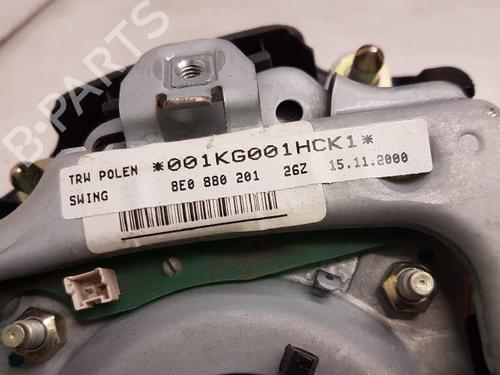 B-PARTS
TRW POLEN *001KG001HCK1*
SWING 8E0 880 201 26Z 15.11.2000